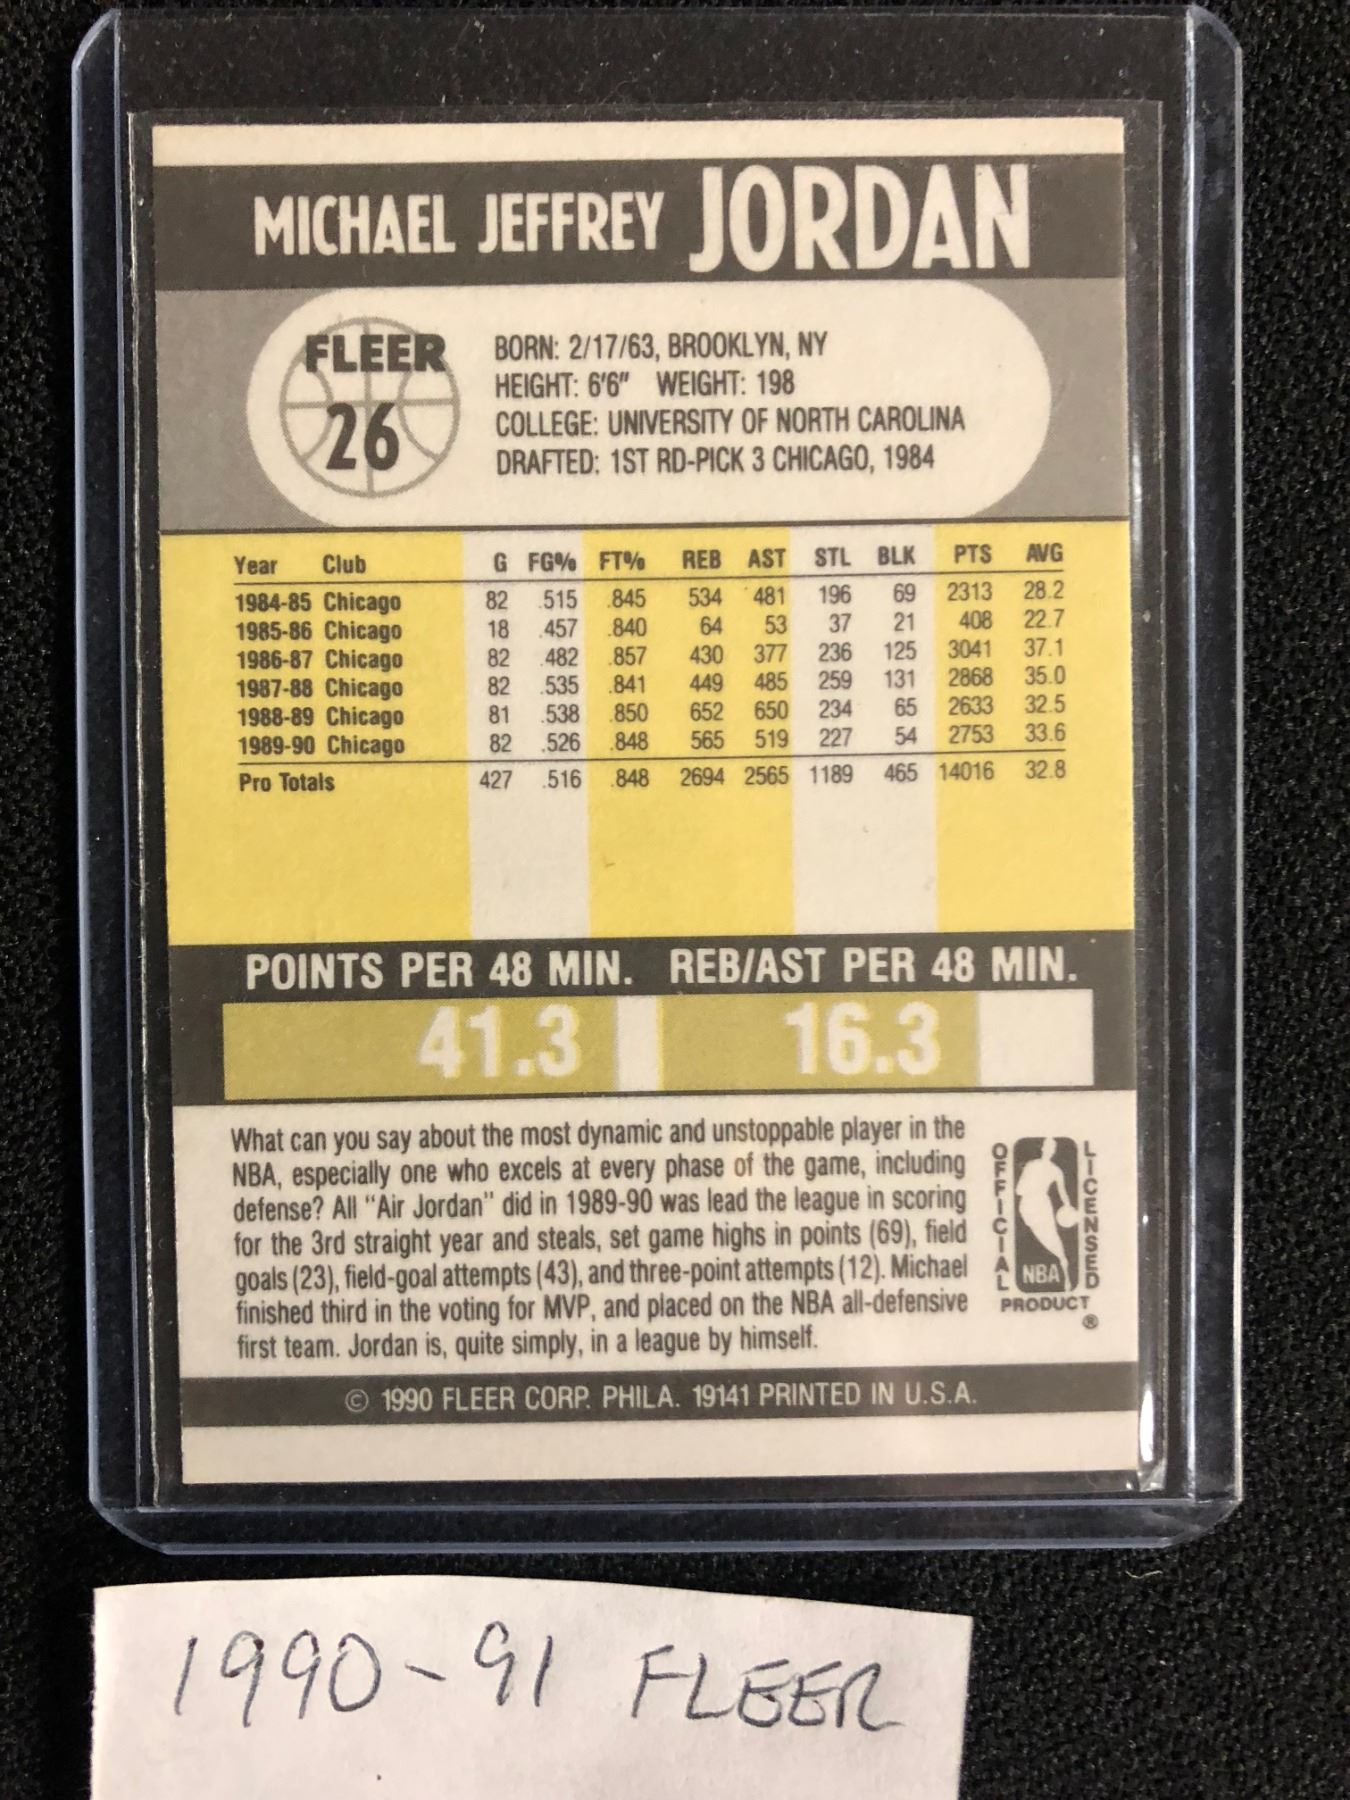 MICHAEL JEFFREY JORDAN
FLEER
26
BORN: 2/17/63, BROOKLYN, NY
HEIGHT: 6'6" WEIGHT: 198
COLLEGE: UNIVERSITY OF NORTH CAROLINA
DRAFTED: 1ST RD-PICK 3 CHICAGO, 1984
Year Club G FG% FT% REB AST STL BLK PTS AVG
1984-85 Chicago 82 .515 .845 534 481 196 69 2313 28.2
1985-86 Chicago 18 .457 .840 64 53 37 21 408 22.7
1986-87 Chicago 82 .482 .857 430 377 236 125 3041 37.1
1987-88 Chicago 82 .535 .841 449 485 259 131 2868 35.0
1988-89 Chicago 81 .538 .850 652 650 234 65 2633 32.5
1989-90 Chicago 82 .526 .848 565 519 227 54 2753 33.6
Pro Totals 427 .516 .848 2694 2565 1189 465 14016 32.8
POINTS PER 48 MIN. REB/AST PER 48 MIN.
41.3 16.3
What can you say about the most dynamic and unstoppable player in the
NBA, especially one who excels at every phase of the game, including
defense? All "Air Jordan" did in 1989-90 was lead the league in scoring
for the 3rd straight year and steals, set game highs in points (69), field
goals (23), field-goal attempts (43), and three-point attempts (12). Michael
finished third in the voting for MVP, and placed on the NBA all-defensive
first team. Jordan is, quite simply, in a league by himself.
OFFICIAL
NBA
LICENSED
PRODUCT
®
© 1990 FLEER CORP. PHILA. 19141 PRINTED IN U.S.A.
1990-91 FLEER